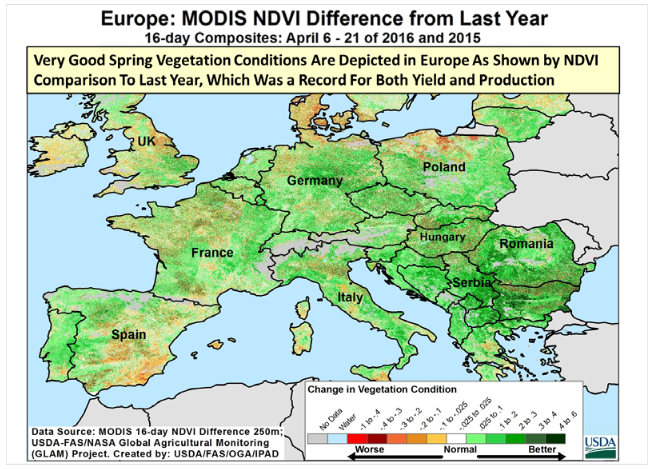 Europe: MODIS NDVI Difference from Last Year
16-day Composites: April 6 - 21 of 2016 and 2015
Very Good Spring Vegetation Conditions Are Depicted in Europe As Shown by NDVI
Comparison To Last Year, Which Was a Record For Both Yield and Production
UK
Poland
Germany
Hungary
Romania
France
Serbia
Italy
Spain
Change in Vegetation Condition
No Data
Water
-1 to -.4
-.4 to -.3
-.3 to -.2
-.2 to -.1
-.1 to -.025
-.025 to .025
.025 to .1
.1 to .2
.2 to .3
.3 to .4
.4 to .6
Worse Normal Better
USDA
Data Source: MODIS 16-day NDVI Difference 250m;
USDA-FAS/NASA Global Agricultural Monitoring
(GLAM) Project. Created by: USDA/FAS/OGA/IPAD